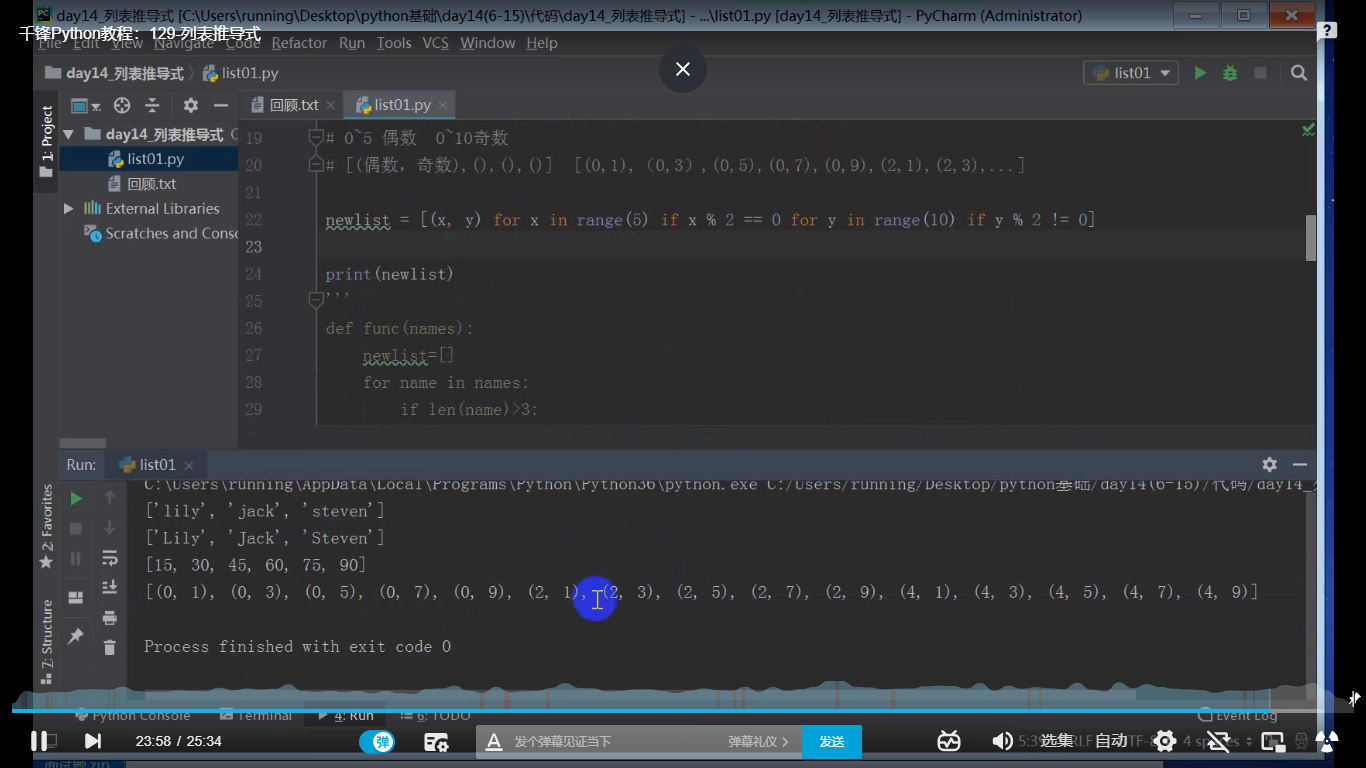 day14_列表推导式 [C:\Users\running\Desktop\python基础\day14(6-15)\代码\day14_列表推导式] - ...\list01.py [day14_列表推导式] - PyCharm (Administrator)
千锋Python教程：129-列表推导式
File Edit View Navigate Code Refactor Run Tools VCS Window Help
day14_列表推导式 list01.py list01
1: Project
回顾.txt list01.py
day14_列表推导式
list01.py
回顾.txt
External Libraries
Scratches and Conso
19 # 0~5 偶数 0~10奇数
20 # [(偶数，奇数),(),(),()] [(0,1),（0,3）,(0,5),(0,7),(0,9),(2,1),(2,3),...]
21
22 newlist = [(x, y) for x in range(5) if x % 2 == 0 for y in range(10) if y % 2 != 0]
23
24 print(newlist)
25 '''
26 def func(names):
27 newlist=[]
28 for name in names:
29 if len(name)>3:
Run: list01
C:\Users\running\AppData\Local\Programs\Python\Python36\python.exe C:/Users/running/Desktop/python基础/day14(6-15)/代码/day14_
['lily', 'jack', 'steven']
['Lily', 'Jack', 'Steven']
[15, 30, 45, 60, 75, 90]
[(0, 1), (0, 3), (0, 5), (0, 7), (0, 9), (2, 1), (2, 3), (2, 5), (2, 7), (2, 9), (4, 1), (4, 3), (4, 5), (4, 7), (4, 9)]
Process finished with exit code 0
2: Favorites
7: Structure
Python Console Terminal 4: Run 6: TODO Event Log
23:58 / 25:34 弹 发个弹幕见证当下 弹幕礼仪 > 发送 选集 自动 4 spaces
面试题.zip